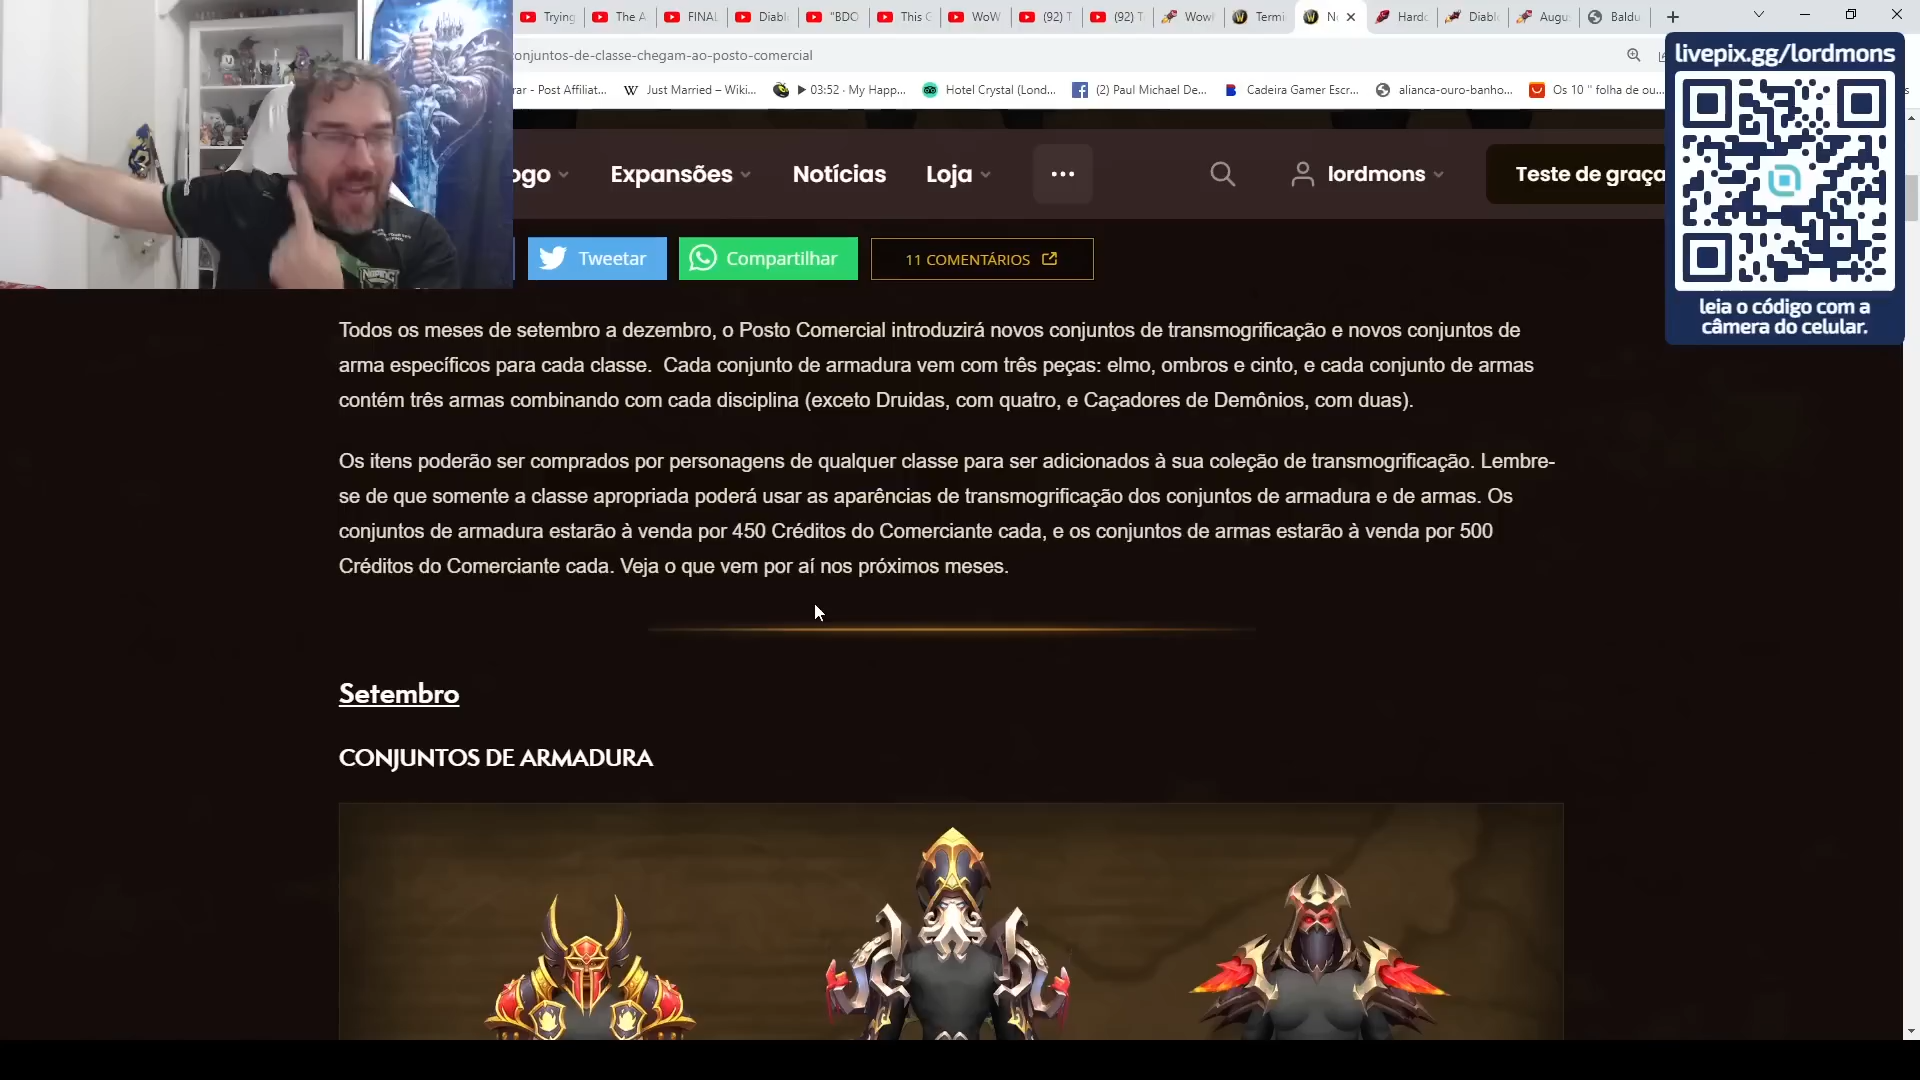 Trying
The A
FINAL
Diabl
"BDO
This C
WoW
(92) T
(92) T
Wow
Termi
N
Hardc
Diabl
Augu
Baldu
conjuntos-de-classe-chegam-ao-posto-comercial
rar - Post Affiliat...
Just Married – Wiki...
▶ 03:52 · My Happ...
Hotel Crystal (Lond...
(2) Paul Michael De...
Cadeira Gamer Escr...
alianca-ouro-banho...
Os 10 " folha de ou...
livepix.gg/lordmons
ogo
Expansões
Notícias
Loja
...
lordmons
Teste de graça
Tweetar
Compartilhar
11 COMENTÁRIOS
leia o código com a
câmera do celular.
Todos os meses de setembro a dezembro, o Posto Comercial introduzirá novos conjuntos de transmogrificação e novos conjuntos de
arma específicos para cada classe. Cada conjunto de armadura vem com três peças: elmo, ombros e cinto, e cada conjunto de armas
contém três armas combinando com cada disciplina (exceto Druidas, com quatro, e Caçadores de Demônios, com duas).
Os itens poderão ser comprados por personagens de qualquer classe para ser adicionados à sua coleção de transmogrificação. Lembre-
se de que somente a classe apropriada poderá usar as aparências de transmogrificação dos conjuntos de armadura e de armas. Os
conjuntos de armadura estarão à venda por 450 Créditos do Comerciante cada, e os conjuntos de armas estarão à venda por 500
Créditos do Comerciante cada. Veja o que vem por aí nos próximos meses.
Setembro
CONJUNTOS DE ARMADURA